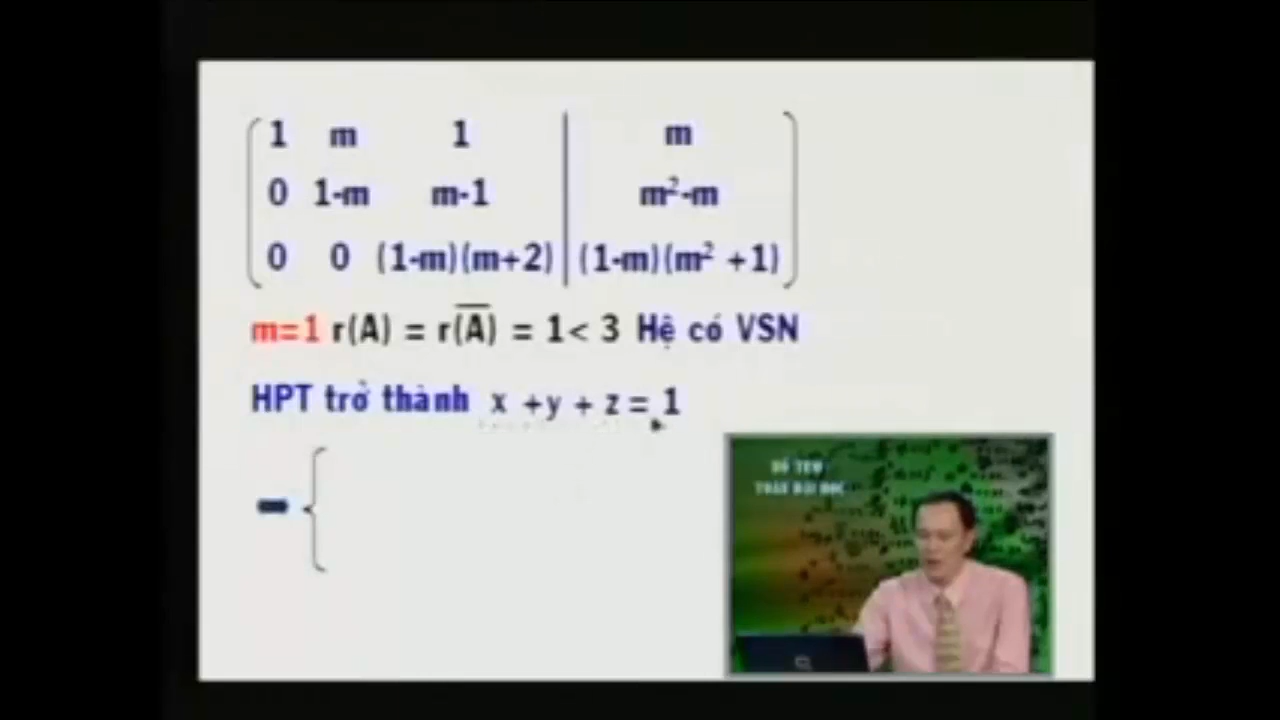 1 m 1 m
0 1-m m-1 m²-m
0 0 (1-m)(m+2) (1-m)(m² +1)
m=1 r(A) = r(A̅) = 1< 3 Hệ có VSN
HPT trở thành x +y + z = 1